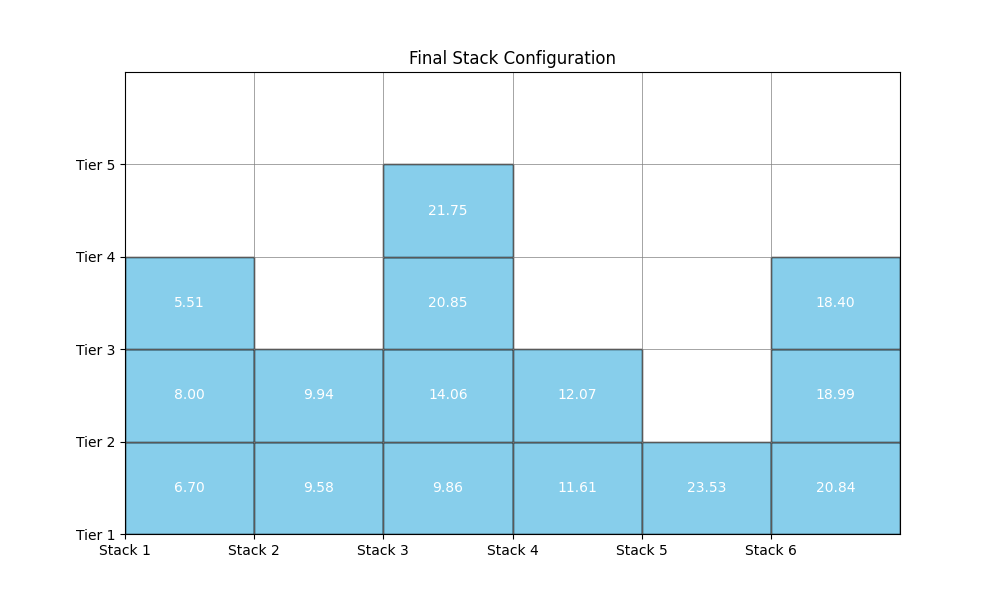 Final Stack Configuration
Tier 5
21.75
Tier 4
5.51 20.85 18.40
Tier 3
8.00 9.94 14.06 12.07 18.99
Tier 2
6.70 9.58 9.86 11.61 23.53 20.84
Tier 1
Stack 1 Stack 2 Stack 3 Stack 4 Stack 5 Stack 6